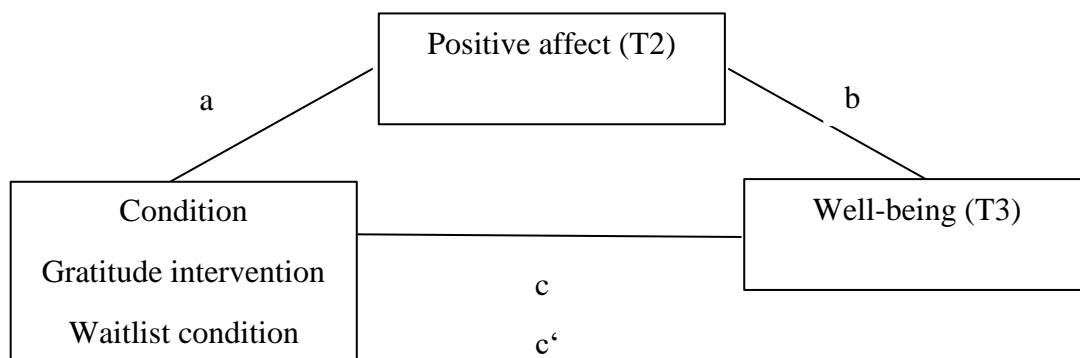 Positive affect (T2)
a
b
Condition
Gratitude intervention
Waitlist condition
Well-being (T3)
c
c‘